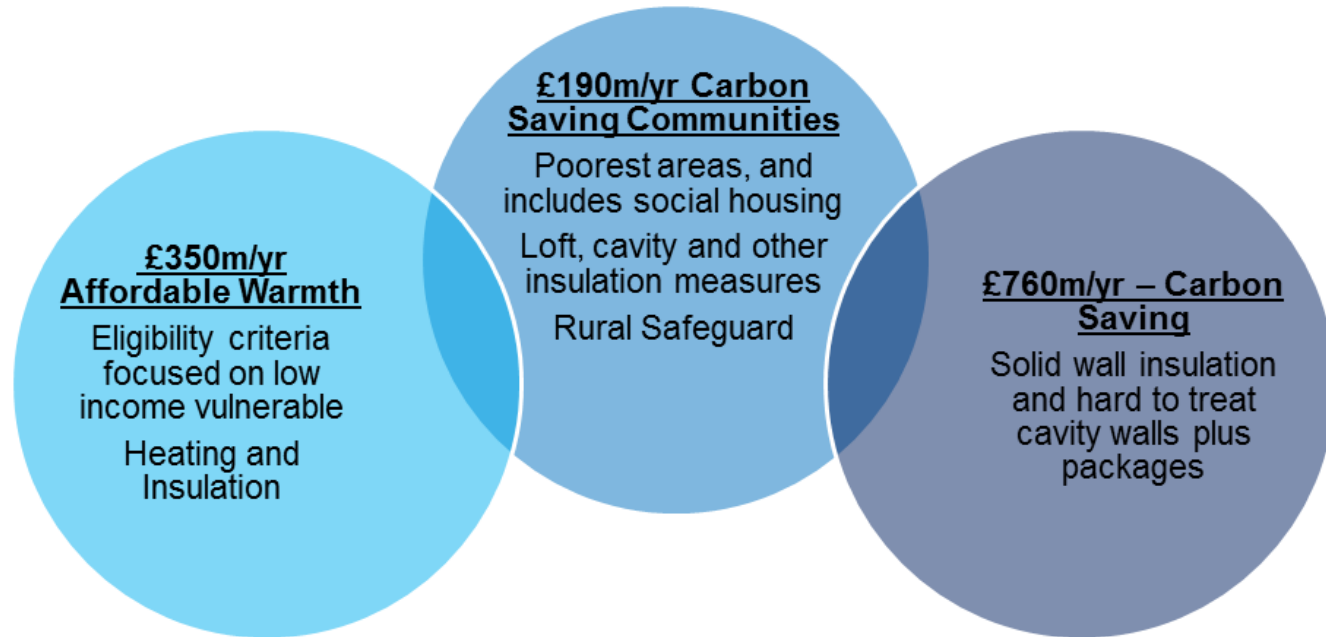 £350m/yr
Affordable Warmth
Eligibility criteria
focused on low
income vulnerable
Heating and
Insulation
£190m/yr Carbon
Saving Communities
Poorest areas, and
includes social housing
Loft, cavity and other
insulation measures
Rural Safeguard
£760m/yr – Carbon
Saving
Solid wall insulation
and hard to treat
cavity walls plus
packages